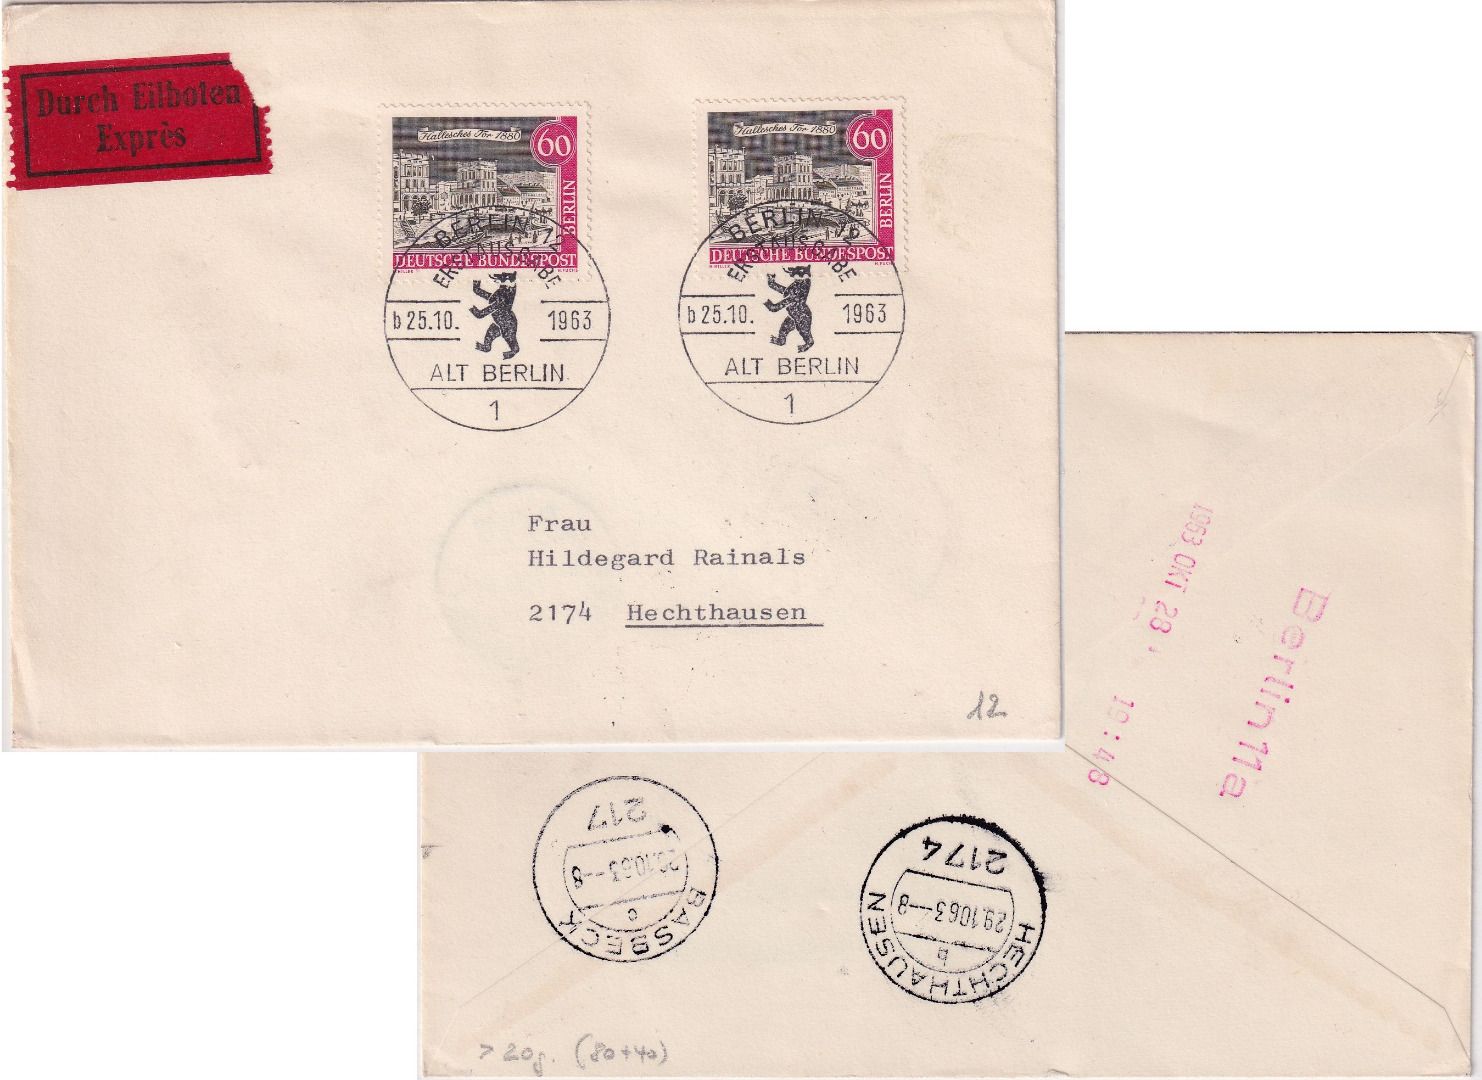 Durch Eilboten
Exprès
Hallesches Tor 1880
60
BERLIN
DEUTSCHE BUNDESPOST
Hallesches Tor 1880
60
BERLIN
DEUTSCHE BUNDESPOST
BERLIN 12
ERSTAUSGABE
b 25.10. 1963
ALT BERLIN
1
BERLIN 12
ERSTAUSGABE
b 25.10. 1963
ALT BERLIN
1
Frau
Hildegard Rainals
2174 Hechthausen
12
1963 OKT 28
19:48
Berlin 11a
217
29.10.63--8
c
BASBECK
2174
29.10.63--8
b
HECHTHAUSEN
> 20g. (80+40)